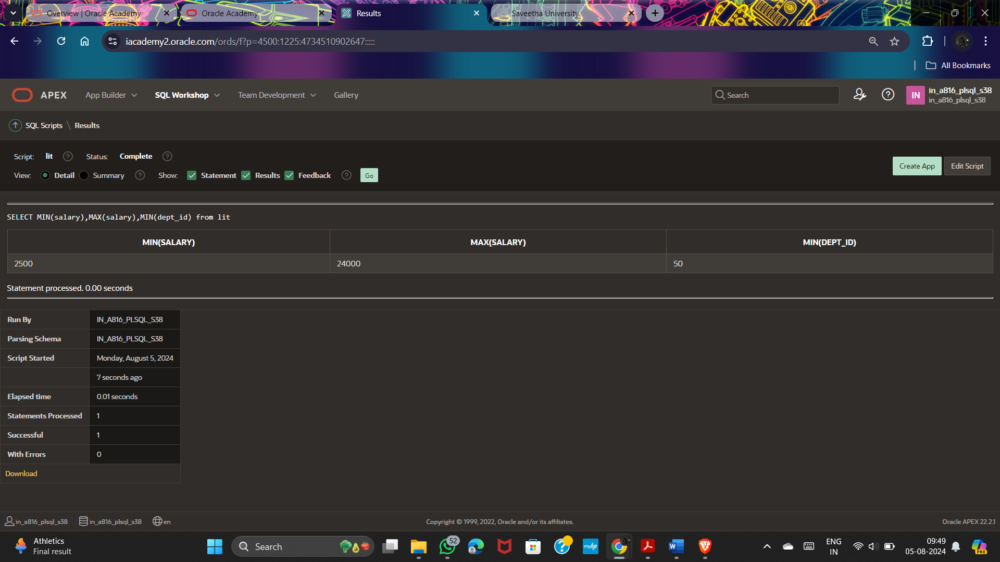 Overview | Oracle Academy
Oracle Academy
Results
Saveetha University
iacademy2.oracle.com/ords/f?p=4500:1225:4734510902647:::::
All Bookmarks
APEX
App Builder
SQL Workshop
Team Development
Gallery
Search
IN
in_a816_plsql_s38
in_a816_plsql_s38
SQL Scripts \ Results
Script: lit Status: Complete
View: Detail Summary Show: Statement Results Feedback Go
Create App
Edit Script
SELECT MIN(salary),MAX(salary),MIN(dept_id) from lit
MIN(SALARY) MAX(SALARY) MIN(DEPT_ID)
2500 24000 50
Statement processed. 0.00 seconds
Run By IN_A816_PLSQL_S38
Parsing Schema IN_A816_PLSQL_S38
Script Started Monday, August 5, 2024
7 seconds ago
Elapsed time 0.01 seconds
Statements Processed 1
Successful 1
With Errors 0
Download
in_a816_plsql_s38 in_a816_plsql_s38 en
Copyright © 1999, 2022, Oracle and/or its affiliates.
Oracle APEX 22.2.1
Athletics
Final result
Search
52
myhp
W
ENG
IN
09:49
05-08-2024
PRE